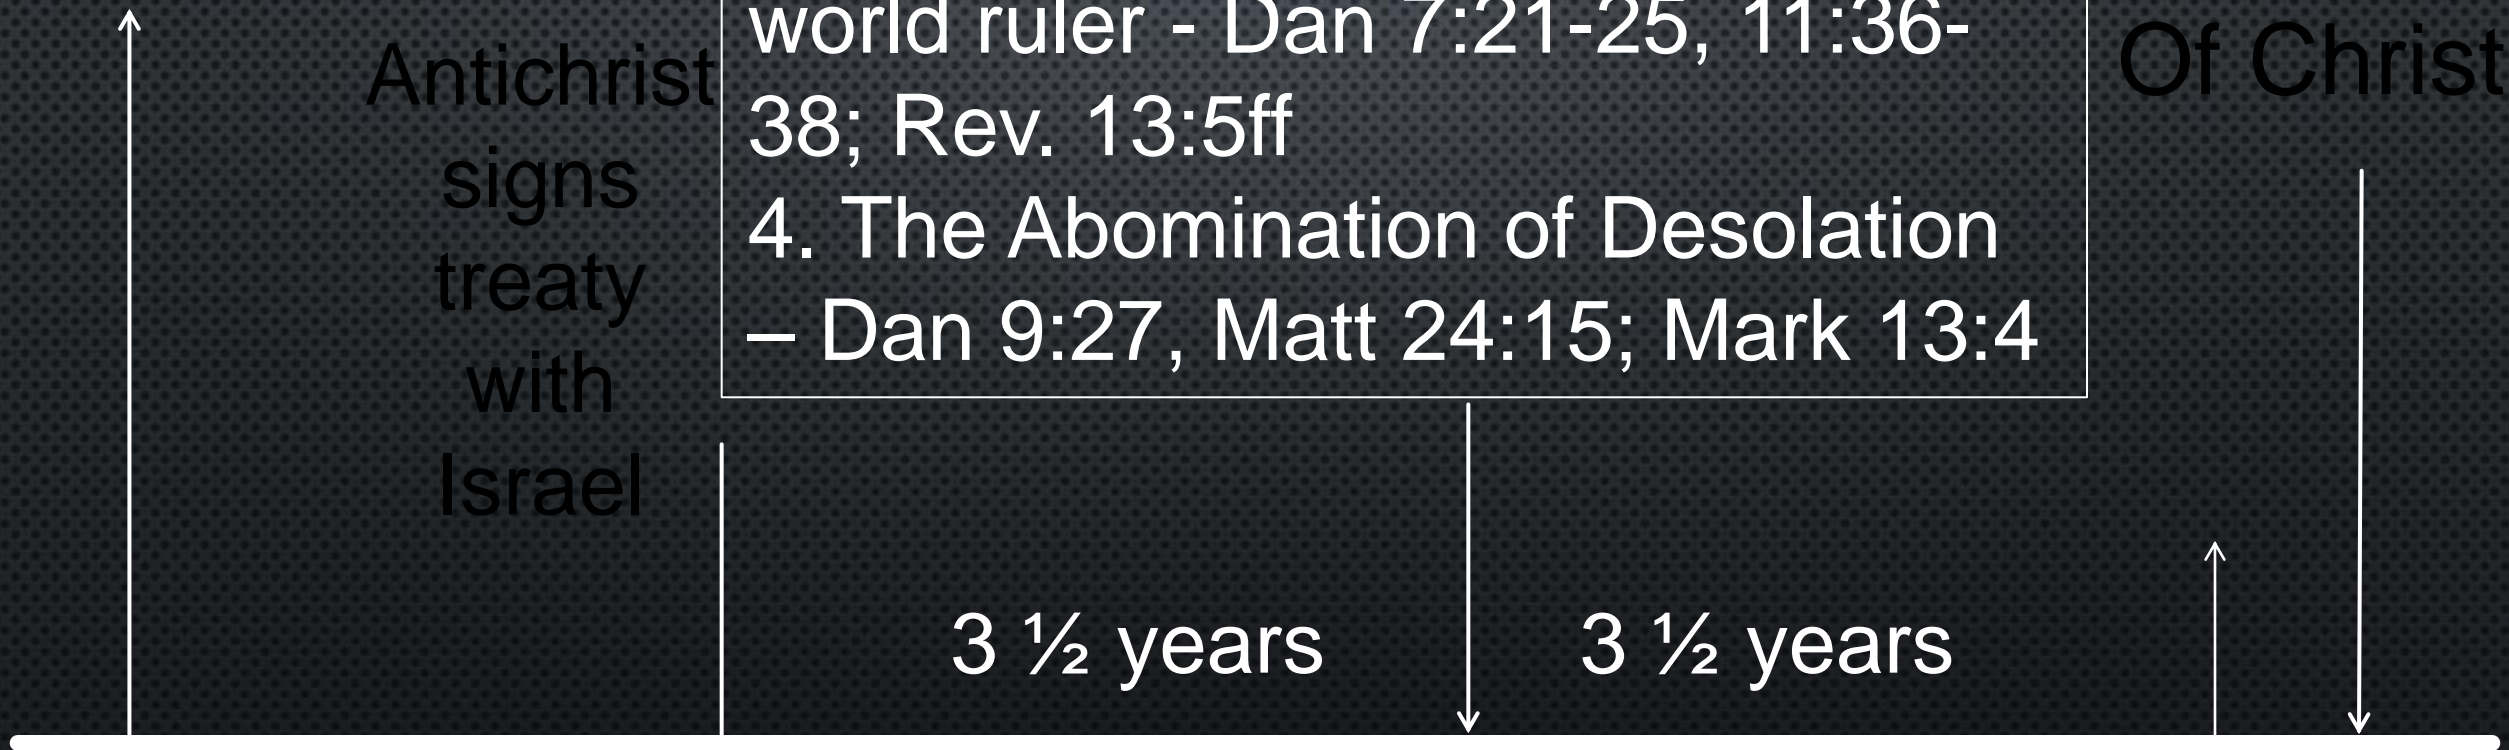 Antichrist
signs
treaty
with
Israel
world ruler - Dan 7:21-25, 11:36-
38; Rev. 13:5ff
4. The Abomination of Desolation
– Dan 9:27, Matt 24:15; Mark 13:4
Of Christ
3 ½ years
3 ½ years